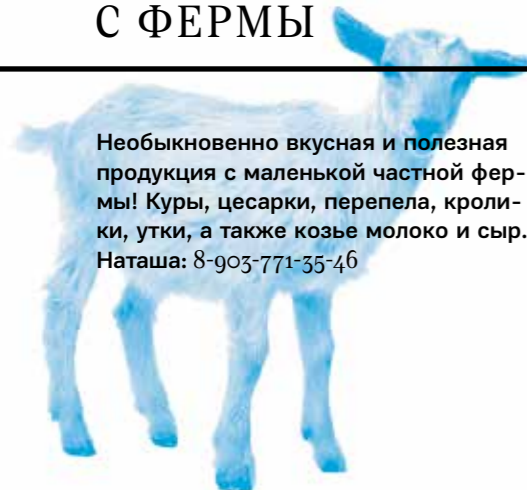 С ФЕРМЫ
Необыкновенно вкусная и полезная
продукция с маленькой частной фер-
мы! Куры, цесарки, перепела, кроли-
ки, утки, а также козье молоко и сыр.
Наташа: 8-903-771-35-46